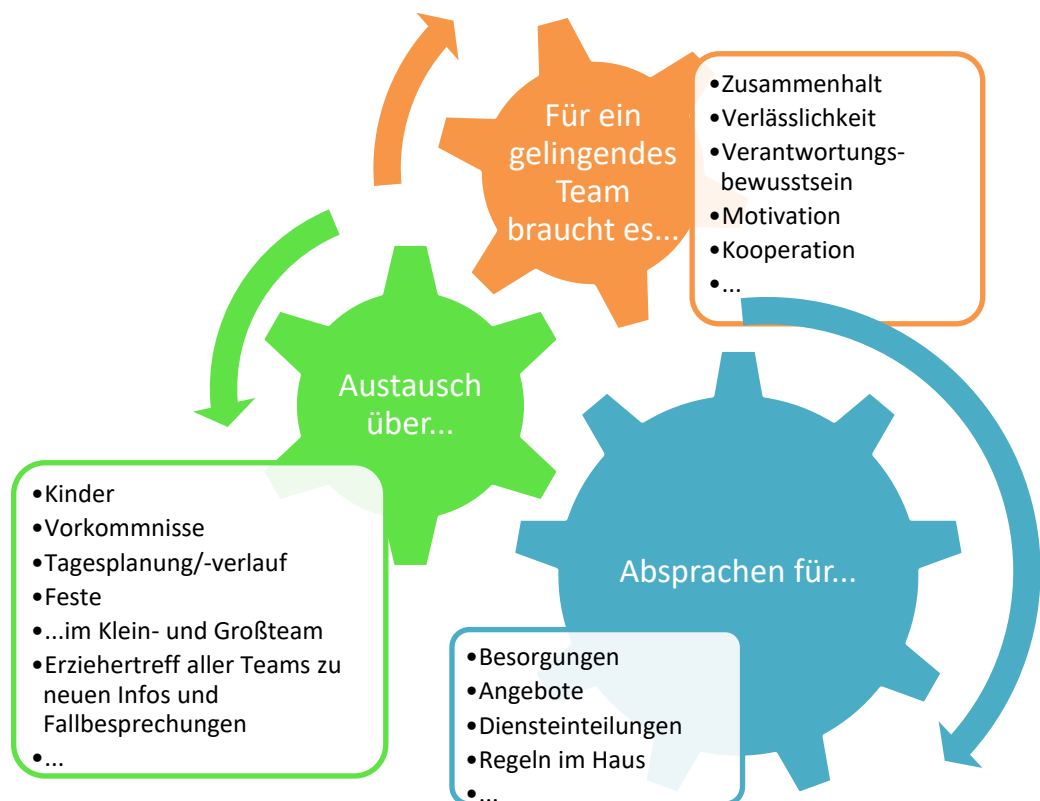 Für ein
gelingendes
Team
braucht es...
•Zusammenhalt
•Verlässlichkeit
•Verantwortungs-
bewusstsein
•Motivation
•Kooperation
•...
Austausch
über...
•Kinder
•Vorkommnisse
•Tagesplanung/-verlauf
•Feste
•...im Klein- und Großteam
•Erziehertreff aller Teams zu
neuen Infos und
Fallbesprechungen
•...
Absprachen für...
•Besorgungen
•Angebote
•Diensteinteilungen
•Regeln im Haus
•...